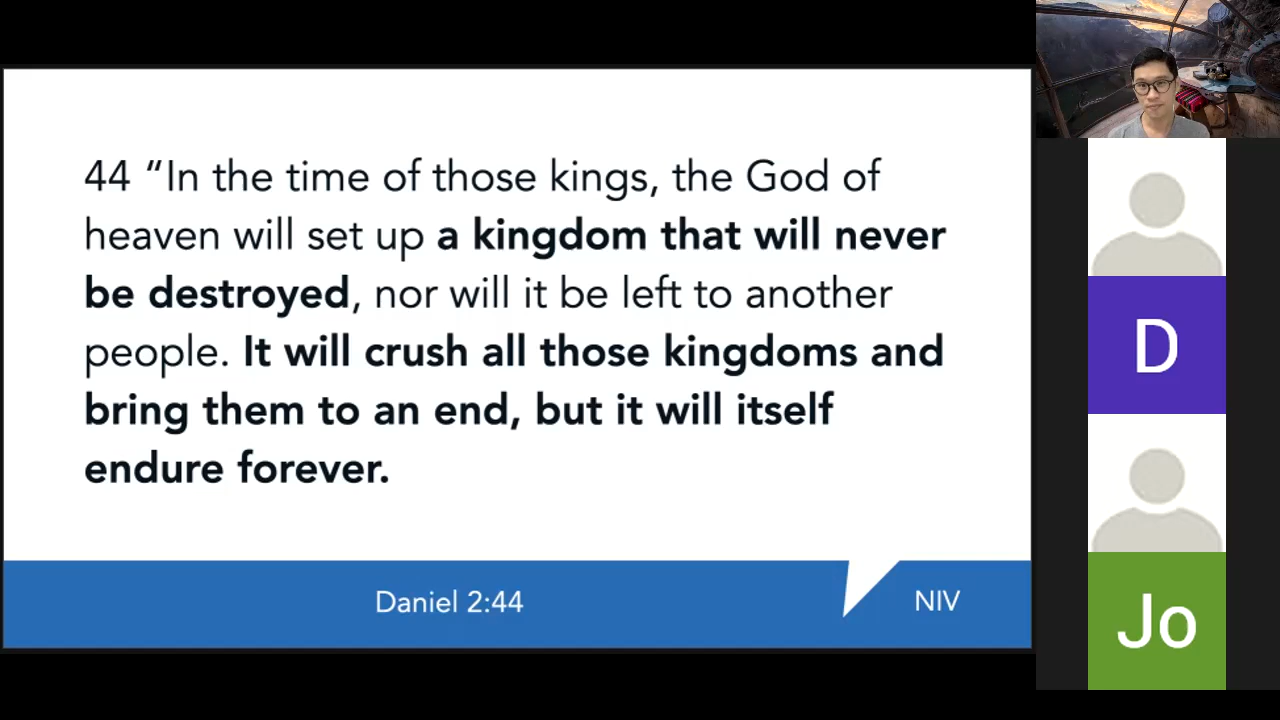 44 “In the time of those kings, the God of
heaven will set up a kingdom that will never
be destroyed, nor will it be left to another
people. It will crush all those kingdoms and
bring them to an end, but it will itself
endure forever.
Daniel 2:44
NIV
D
Jo